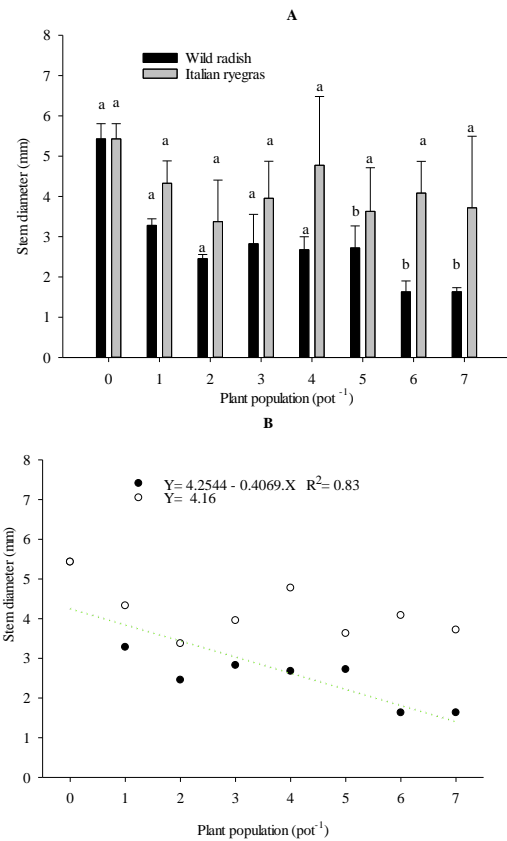 A
8
7
6
5
4
3
2
1
0
Stem diameter (mm)
Wild radish
Italian ryegras
a a
a a
a a
a a
a a
b a
b a
b a
0 1 2 3 4 5 6 7
Plant population (pot -1)
B
8
7
6
5
4
3
2
1
0
Stem diameter (mm)
Y= 4.2544 - 0.4069.X R2= 0.83
Y= 4.16
0 1 2 3 4 5 6 7
Plant population (pot-1)